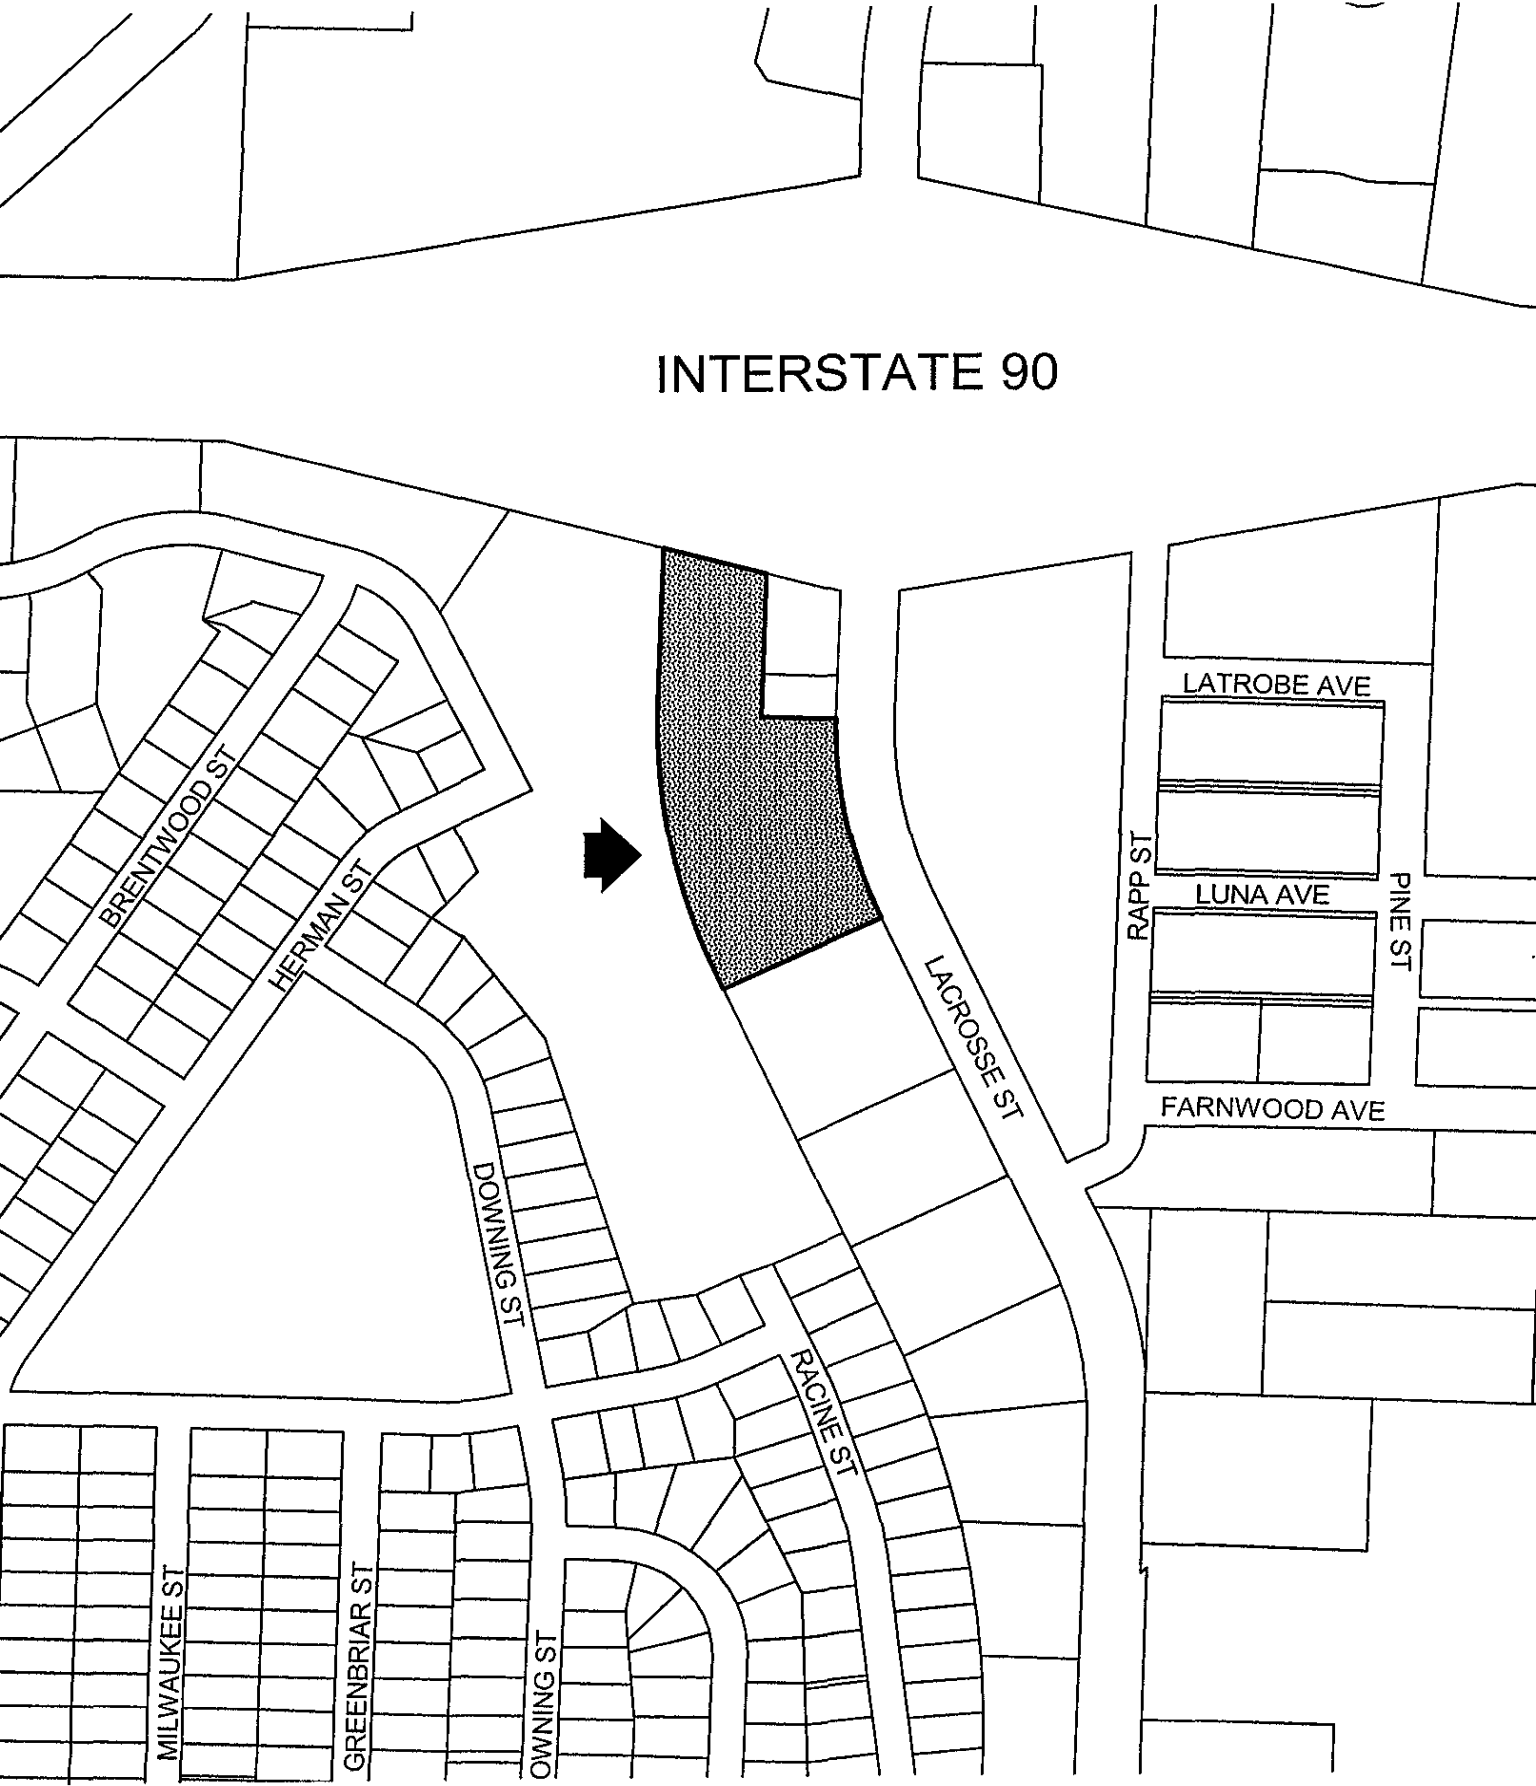 INTERSTATE 90
LATROBE AVE
BRENTWOOD ST
RAPP ST
LUNA AVE
PINE ST
HERMAN ST
LACROSSE ST
FARNWOOD AVE
DOWNING ST
RACINE ST
MILWAUKEE ST
GREENBRIAR ST
OWNING ST